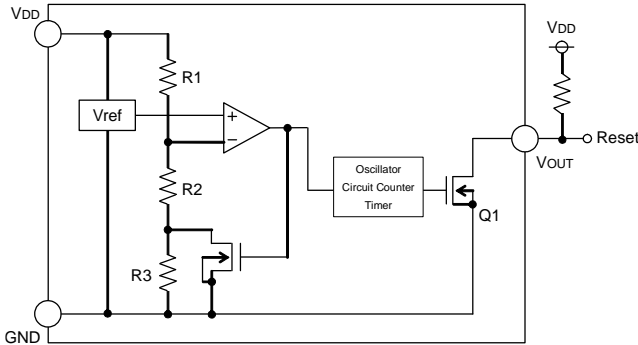 VDD
VDD
R1
Vref
+
−
Reset
VOUT
Oscillator
Circuit Counter
Timer
R2
Q1
R3
GND